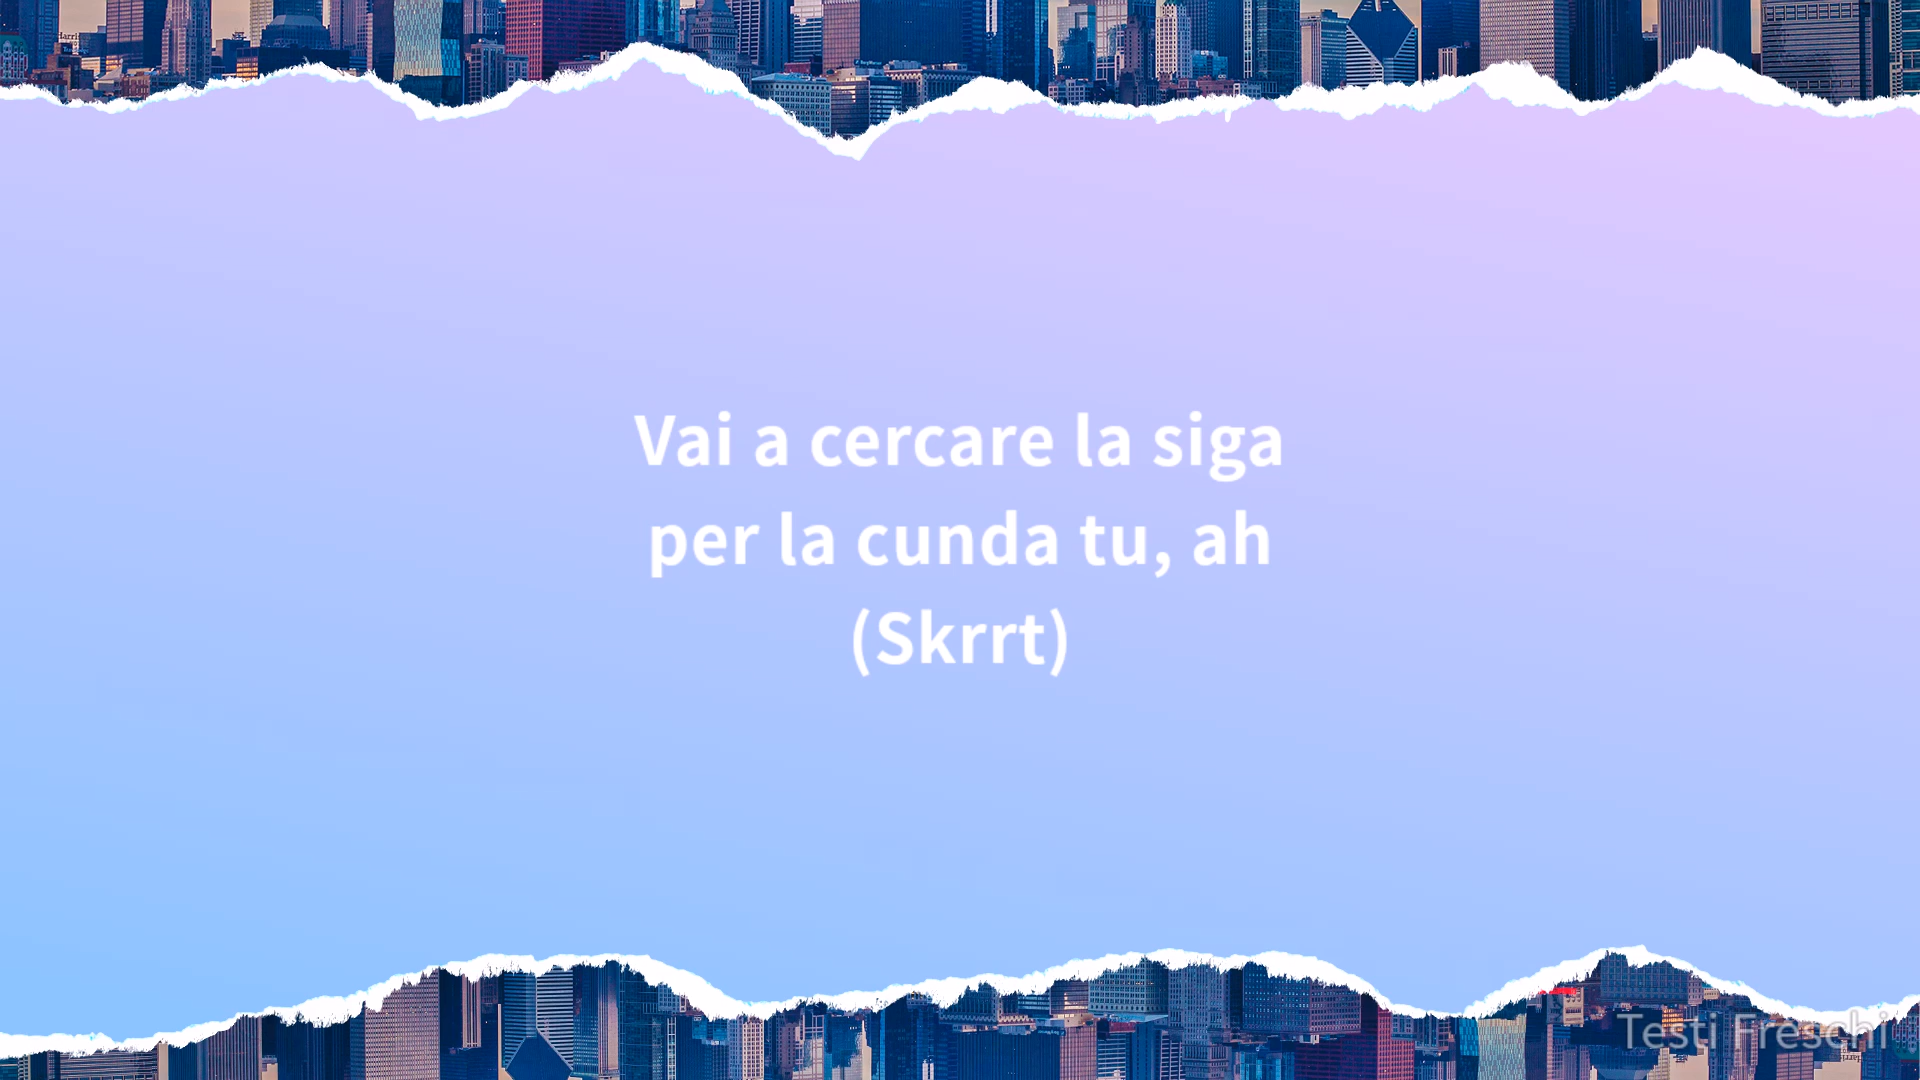 Vai a cercare la siga
per la cunda tu, ah
(Skrrt)
Testi Freschi